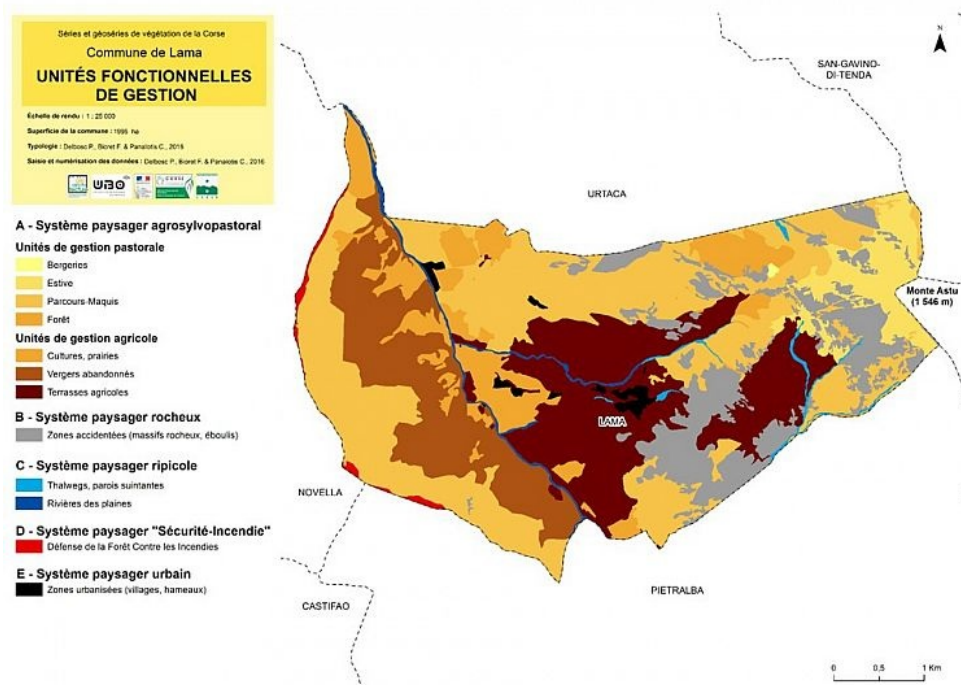 Séries et géoséries de végétation de la Corse
Commune de Lama
UNITÉS FONCTIONNELLES
DE GESTION
Échelle de rendu : 1 : 25 000
Superficie de la commune : 1995 ha
Typologie : Delbosc P., Bioret F. & Panaïotis C., 2015
Saisie et numérisation des données : Delbosc P., Bioret F. & Panaïotis C., 2016
UBO
A - Système paysager agrosylvopastoral
Unités de gestion pastorale
Bergeries
Estive
Parcours-Maquis
Forêt
Unités de gestion agricole
Cultures, prairies
Vergers abandonnés
Terrasses agricoles
B - Système paysager rocheux
Zones accidentées (massifs rocheux, éboulis)
C - Système paysager ripicole
Thalwegs, parois suintantes
Rivières des plaines
D - Système paysager "Sécurité-Incendie"
Défense de la Forêt Contre les Incendies
E - Système paysager urbain
Zones urbanisées (villages, hameaux)
N
SAN-GAVINO-
DI-TENDA
URTACA
Monte Astu
(1 546 m)
LAMA
NOVELLA
PIETRALBA
CASTIFAO
0 0,5 1 Km